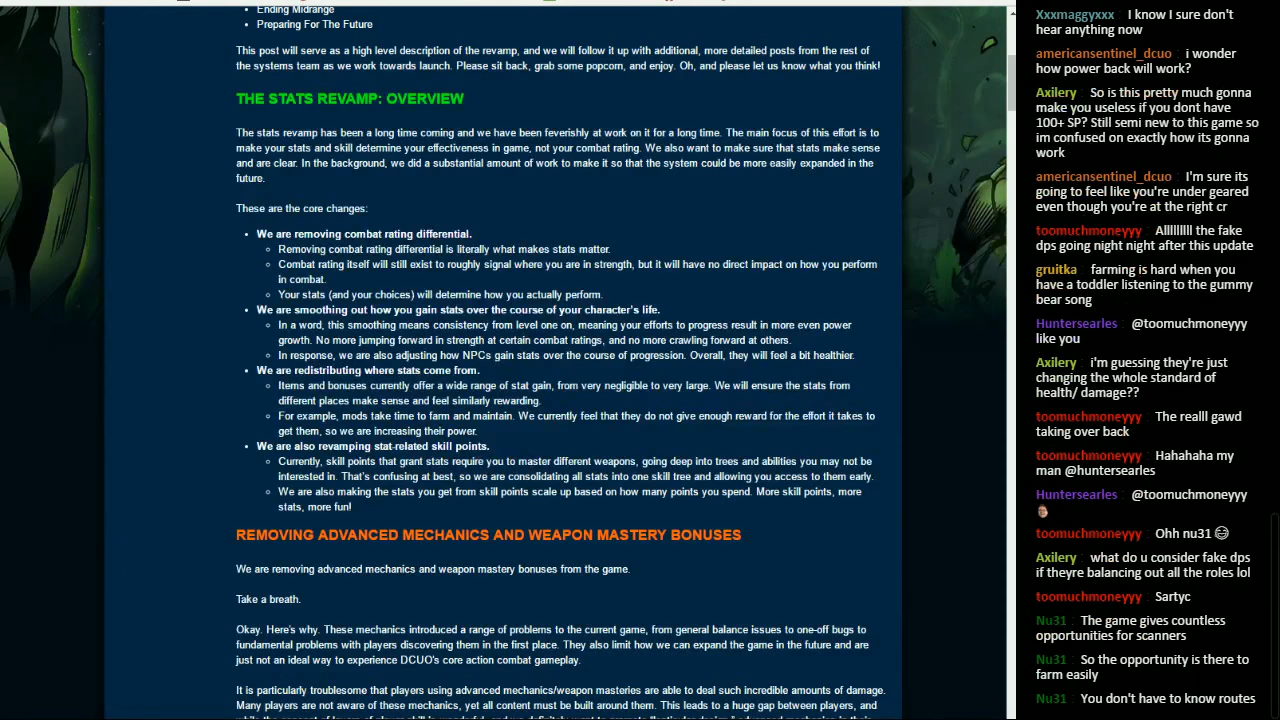 Ending Midrange
Preparing For The Future
This post will serve as a high level description of the revamp, and we will follow it up with additional, more detailed posts from the rest of
the systems team as we work towards launch. Please sit back, grab some popcorn, and enjoy. Oh, and please let us know what you think!
THE STATS REVAMP: OVERVIEW
The stats revamp has been a long time coming and we have been feverishly at work on it for a long time. The main focus of this effort is to
make your stats and skill determine your effectiveness in game, not your combat rating. We also want to make sure that stats make sense
and are clear. In the background, we did a substantial amount of work to make it so that the system could be more easily expanded in the
future.
These are the core changes:
We are removing combat rating differential.
Removing combat rating differential is literally what makes stats matter.
Combat rating itself will still exist to roughly signal where you are in strength, but it will have no direct impact on how you perform
in combat.
Your stats (and your choices) will determine how you actually perform.
We are smoothing out how you gain stats over the course of your character's life.
In a word, this smoothing means consistency from level one on, meaning your efforts to progress result in more even power
growth. No more jumping forward in strength at certain combat ratings, and no more crawling forward at others.
In response, we are also adjusting how NPCs gain stats over the course of progression. Overall, they will feel a bit healthier.
We are redistributing where stats come from.
Items and bonuses currently offer a wide range of stat gain, from very negligible to very large. We will ensure the stats from
different places make sense and feel similarly rewarding.
For example, mods take time to farm and maintain. We currently feel that they do not give enough reward for the effort it takes to
get them, so we are increasing their power.
We are also revamping stat-related skill points.
Currently, skill points that grant stats require you to master different weapons, going deep into trees and abilities you may not be
interested in. That's confusing at best, so we are consolidating all stats into one skill tree and allowing you access to them early.
We are also making the stats you get from skill points scale up based on how many points you spend. More skill points, more
stats, more fun!
REMOVING ADVANCED MECHANICS AND WEAPON MASTERY BONUSES
We are removing advanced mechanics and weapon mastery bonuses from the game.
Take a breath.
Okay. Here's why. These mechanics introduced a range of problems to the current game, from general balance issues to one-off bugs to
fundamental problems with players discovering them in the first place. They also limit how we can expand the game in the future and are
just not an ideal way to experience DCUO's core action combat gameplay.
It is particularly troublesome that players using advanced mechanics/weapon masteries are able to deal such incredible amounts of damage.
Many players are not aware of these mechanics, yet all content must be built around them. This leads to a huge gap between players, and
Xxxmaggyxxx : I know I sure don't
hear anything now
americansentinel_dcuo : i wonder
how power back will work?
Axilery : So is this pretty much gonna
make you useless if you dont have
100+ SP? Still semi new to this game so
im confused on exactly how its gonna
work
americansentinel_dcuo : I'm sure its
going to feel like you're under geared
even though you're at the right cr
toomuchmoneyyy : Allllllllll the fake
dps going night night after this update
gruitka : farming is hard when you
have a toddler listening to the gummy
bear song
Huntersearles : @toomuchmoneyyy
like you
Axilery : i'm guessing they're just
changing the whole standard of
health/ damage??
toomuchmoneyyy : The realll gawd
taking over back
toomuchmoneyyy : Hahahaha my
man @huntersearles
Huntersearles : @toomuchmoneyyy
toomuchmoneyyy : Ohh nu31
Axilery : what do u consider fake dps
if theyre balancing out all the roles lol
toomuchmoneyyy : Sartyc
Nu31 : The game gives countless
opportunities for scanners
Nu31 : So the opportunity is there to
farm easily
Nu31 : You don't have to know routes